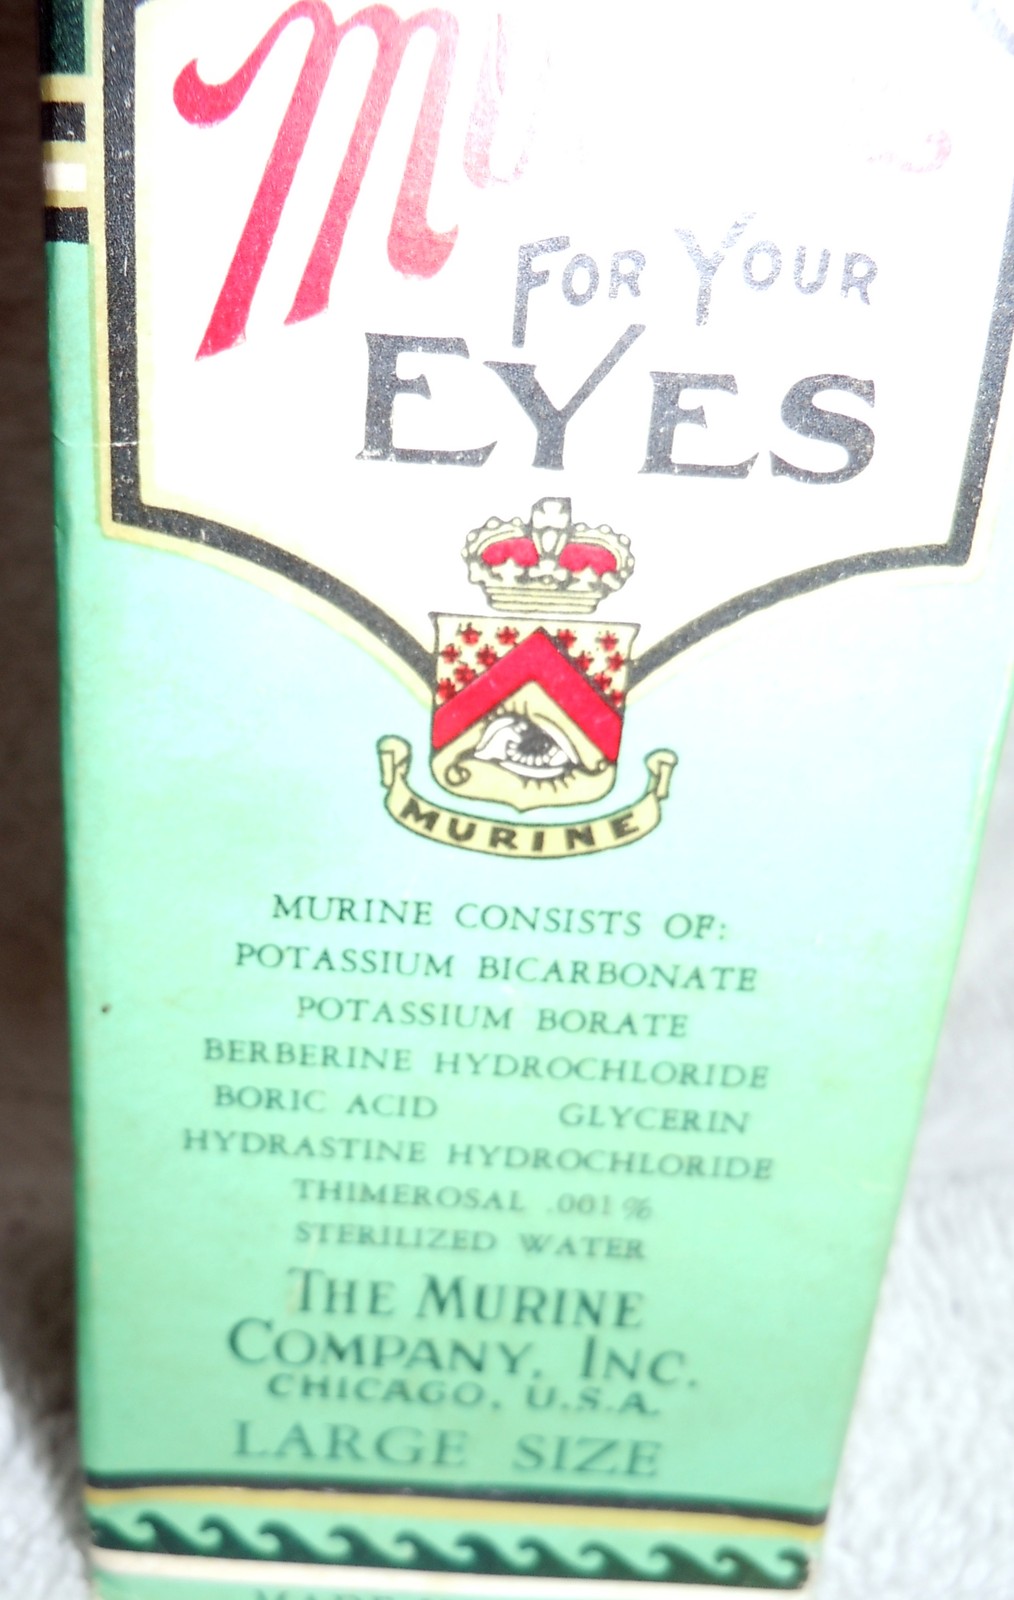 FOR YOUR
EYES
MURINE
MURINE CONSISTS OF:
POTASSIUM BICARBONATE
POTASSIUM BORATE
BERBERINE HYDROCHLORIDE
BORIC ACID GLYCERIN
HYDRASTINE HYDROCHLORIDE
THIMEROSAL .001%
STERILIZED WATER
THE MURINE
COMPANY, INC.
CHICAGO, U.S.A.
LARGE SIZE